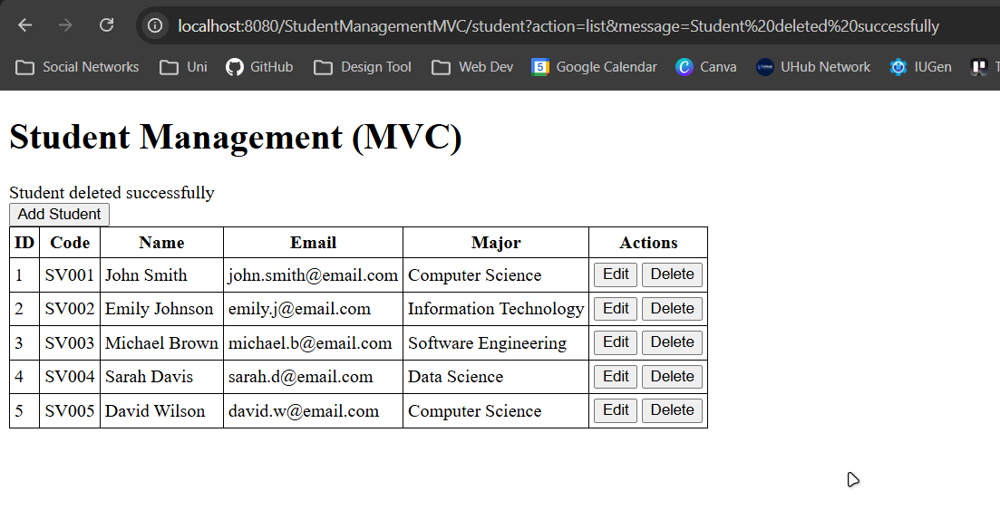 localhost:8080/StudentManagementMVC/student?action=list&message=Student%20deleted%20successfully
Social Networks Uni GitHub Design Tool Web Dev 5 Google Calendar Canva UHub Network IUGen
Student Management (MVC)
Student deleted successfully
Add Student
ID Code Name Email Major Actions
1 SV001 John Smith john.smith@email.com Computer Science Edit Delete
2 SV002 Emily Johnson emily.j@email.com Information Technology Edit Delete
3 SV003 Michael Brown michael.b@email.com Software Engineering Edit Delete
4 SV004 Sarah Davis sarah.d@email.com Data Science Edit Delete
5 SV005 David Wilson david.w@email.com Computer Science Edit Delete